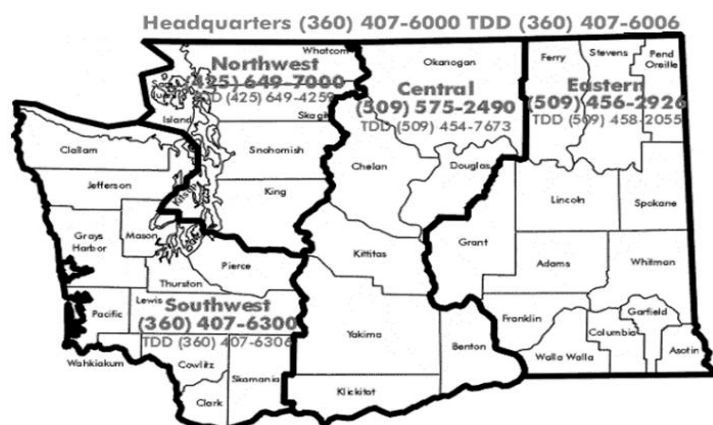 Headquarters (360) 407-6000 TDD (360) 407-6006
Whatcom
Northwest
(425) 649-7000
TDD (425) 649-4259
Island
Skagit
Snohomish
King
Kitsap
Clallam
Jefferson
Grays
Harbor
Mason
Thurston
Pierce
Pacific
Lewis
Southwest
(360) 407-6300
TDD (360) 407-6306
Wahkiakum
Cowlitz
Clark
Skamania
Okanogan
Central
(509) 575-2490
TDD (509) 454-7673
Chelan
Douglas
Kittitas
Yakima
Klickitat
Benton
Ferry
Stevens
Pend
Oreille
Eastern
(509) 456-2926
TDD (509) 458-2055
Lincoln
Spokane
Grant
Adams
Whitman
Franklin
Walla Walla
Columbia
Garfield
Asotin